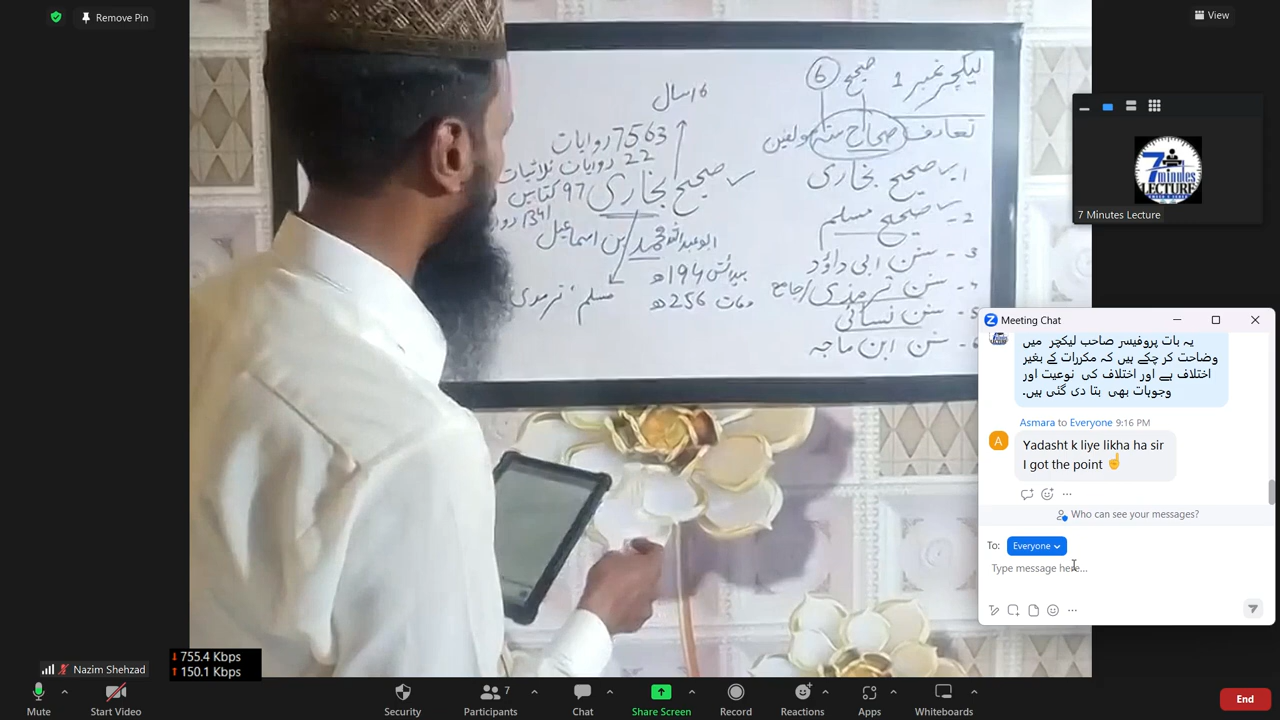 Remove Pin
View
لیکچر نمبر 1
صحیح 6
تعارف صحاح ستہ مولفین
1- صحیح بخاری
2- صحیح مسلم
3- سنن ابی داؤد
4- سنن ترمذی/جامع
5- سنن نسائی
6- سنن ابن ماجہ
16 سال
7563 روایات
22 روایات ثلاثیات
صحیح بخاری 97 کتابیں
1341
ابو عبداللہ محمد بن اسماعیل
پیدائش 194ھ
وفات 256ھ
مسلم، ترمذی
7 minutes
LECTURE
7 Minutes Lecture
Meeting Chat
یہ بات پروفیسر صاحب لیکچر میں
وضاحت کر چکے ہیں کہ مکررات کے بغیر
اختلاف ہے اور اختلاف کی نوعیت اور
وجوہات بھی بتا دی گئی ہیں.
Asmara to Everyone 9:16 PM
A
Yadasht k liye likha ha sir
I got the point ☝
Who can see your messages?
To: Everyone
Type message here...
Nazim Shehzad
755.4 Kbps
150.1 Kbps
Mute
Start Video
Security
Participants 7
Chat
Share Screen
Record
Reactions
Apps
Whiteboards
End